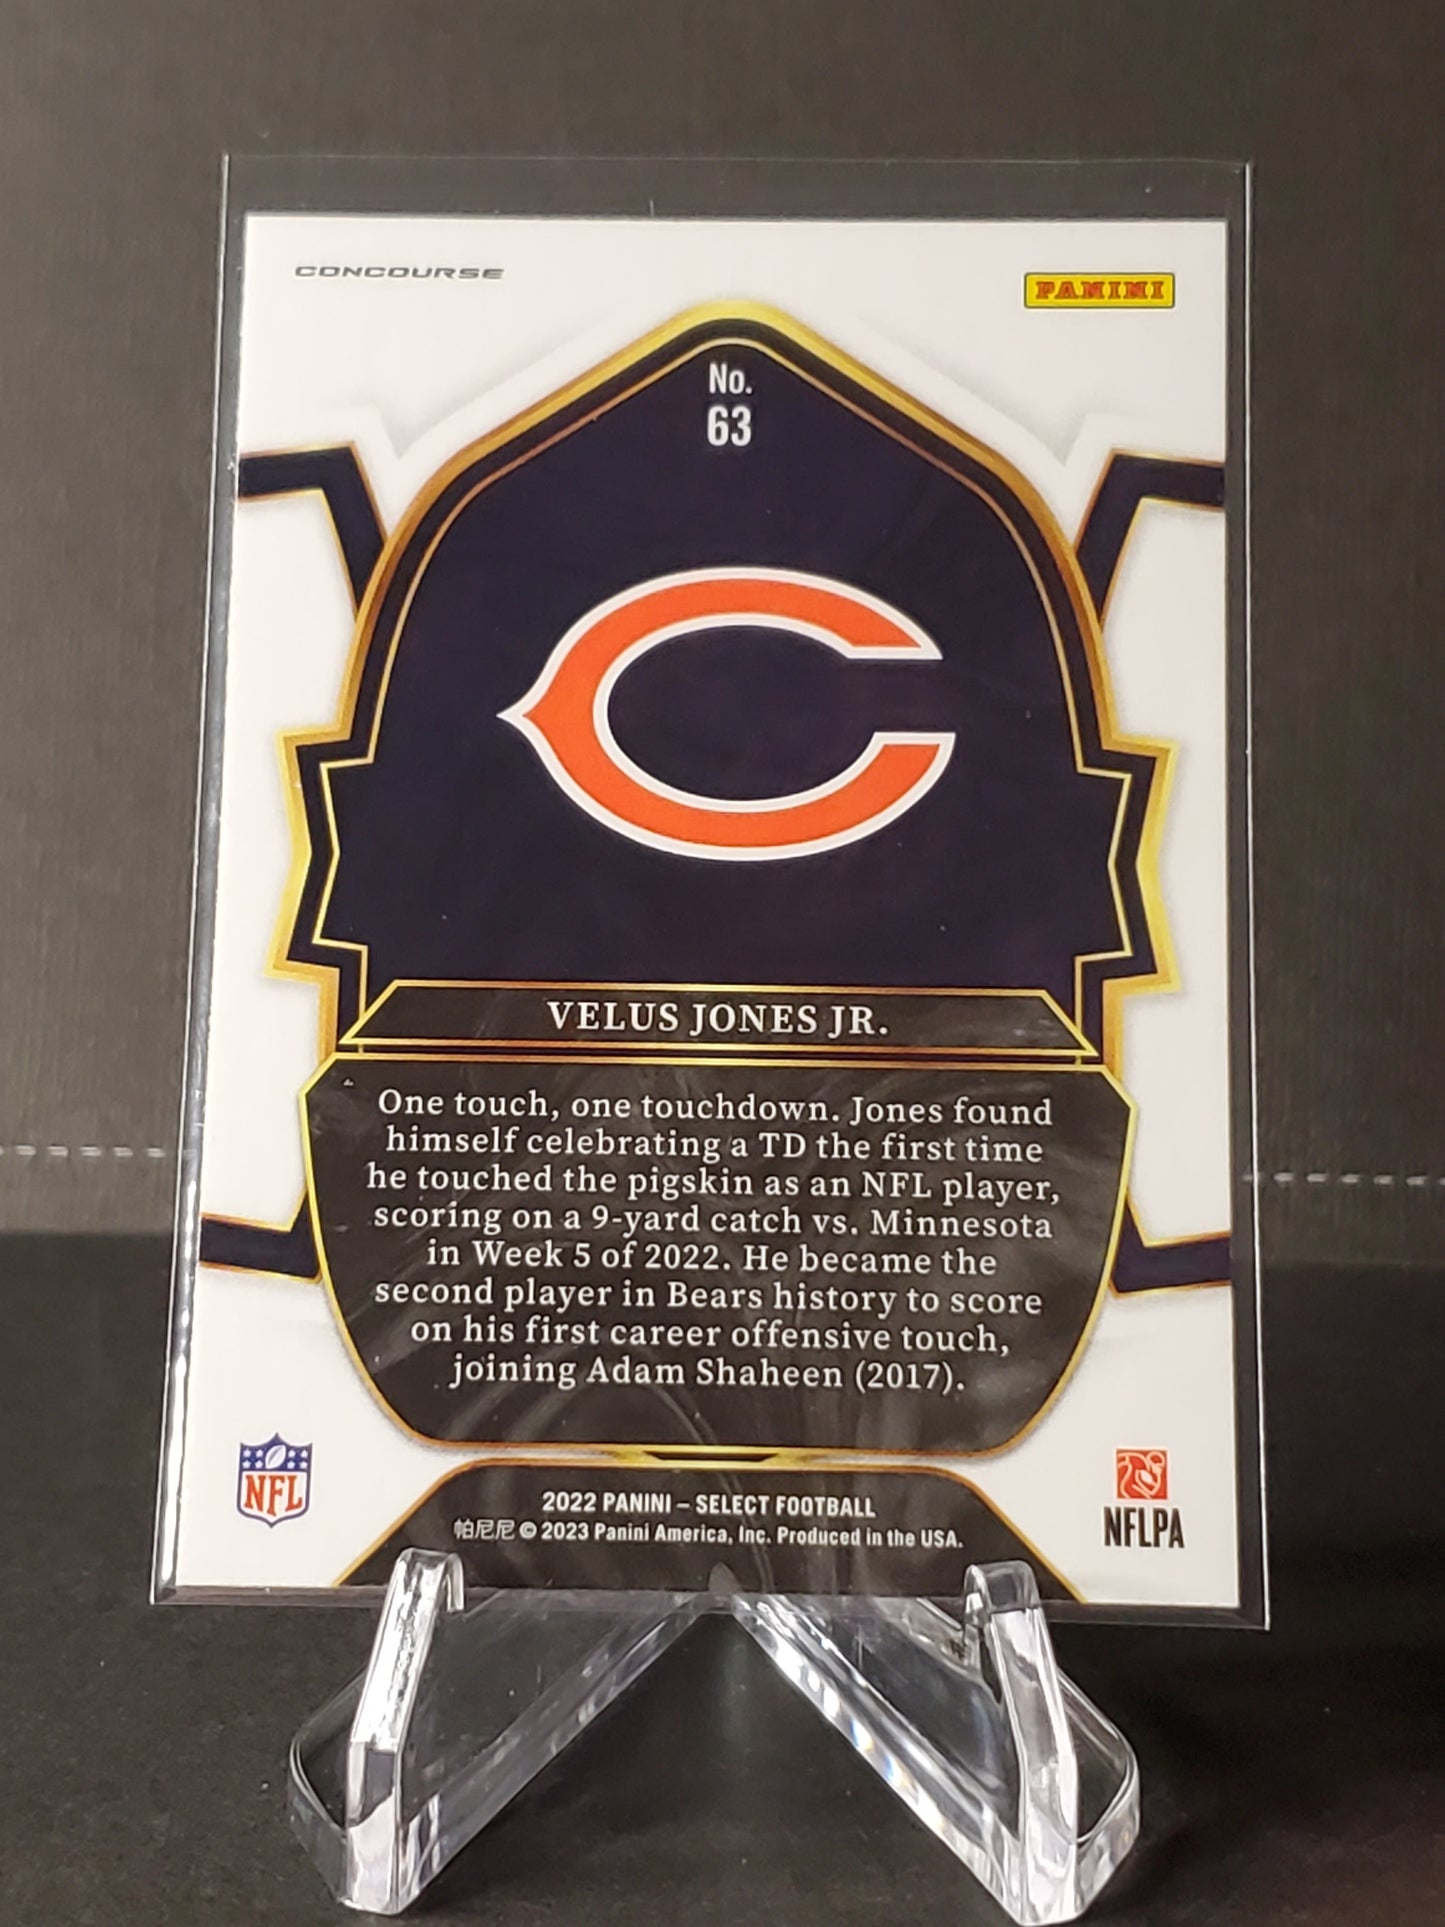 CONCOURSE
PANINI
No.
63
VELUS JONES JR.
One touch, one touchdown. Jones found
himself celebrating a TD the first time
he touched the pigskin as an NFL player,
scoring on a 9-yard catch vs. Minnesota
in Week 5 of 2022. He became the
second player in Bears history to score
on his first career offensive touch,
joining Adam Shaheen (2017).
NFL
NFLPA
2022 PANINI – SELECT FOOTBALL
帕尼尼 © 2023 Panini America, Inc. Produced in the USA.